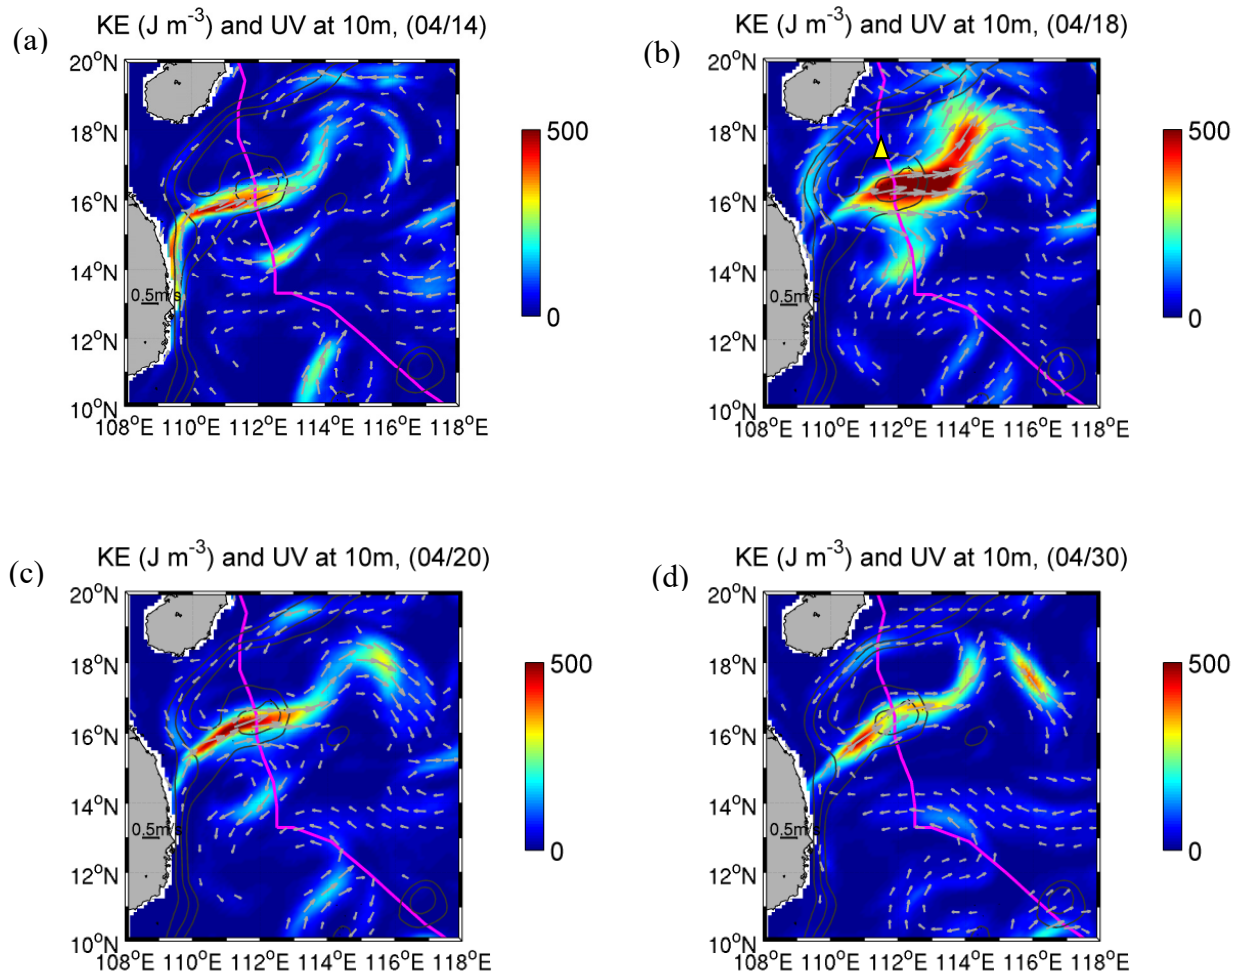 (a)
KE (J m⁻³) and UV at 10m, (04/14)
20°N
18°N
16°N
14°N
12°N
10°N
0.5m/s
108°E 110°E 112°E 114°E 116°E 118°E
500
0
(b)
KE (J m⁻³) and UV at 10m, (04/18)
20°N
18°N
16°N
14°N
12°N
10°N
0.5m/s
108°E 110°E 112°E 114°E 116°E 118°E
500
0
(c)
KE (J m⁻³) and UV at 10m, (04/20)
20°N
18°N
16°N
14°N
12°N
10°N
0.5m/s
108°E 110°E 112°E 114°E 116°E 118°E
500
0
(d)
KE (J m⁻³) and UV at 10m, (04/30)
20°N
18°N
16°N
14°N
12°N
10°N
0.5m/s
108°E 110°E 112°E 114°E 116°E 118°E
500
0